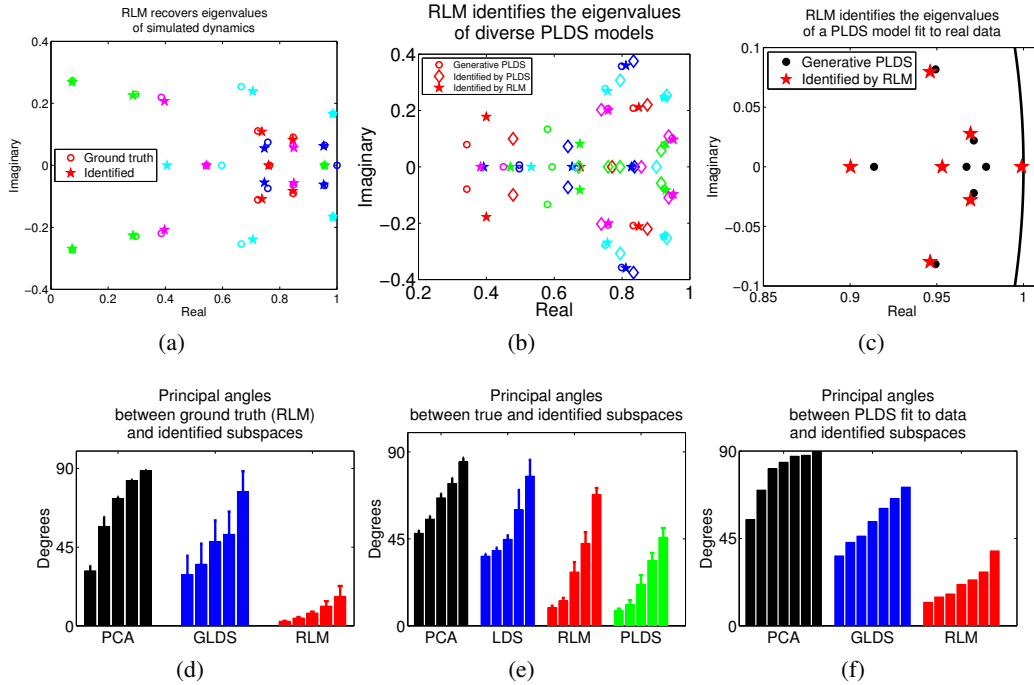 RLM recovers eigenvalues
of simulated dynamics
0.4
0.2
0
−0.2
−0.4
0
0.2
0.4
0.6
0.8
1
Imaginary
Real
Ground truth
Identified
(a)
RLM identifies the eigenvalues
of diverse PLDS models
0.4
0.2
0
−0.2
−0.4
0.2
0.4
0.6
0.8
1
Imaginary
Real
Generative PLDS
Identified by PLDS
Identified by RLM
(b)
RLM identifies the eigenvalues
of a PLDS model fit to real data
0.1
0.05
0
−0.05
−0.1
0.85
0.9
0.95
1
Imaginary
Real
Generative PLDS
Identified by RLM
(c)
Principal angles
between ground truth (RLM)
and identified subspaces
90
45
0
Degrees
PCA
GLDS
RLM
(d)
Principal angles
between true and identified subspaces
90
45
0
Degrees
PCA
LDS
RLM
PLDS
(e)
Principal angles
between PLDS fit to data
and identified subspaces
90
45
0
Degrees
PCA
GLDS
RLM
(f)